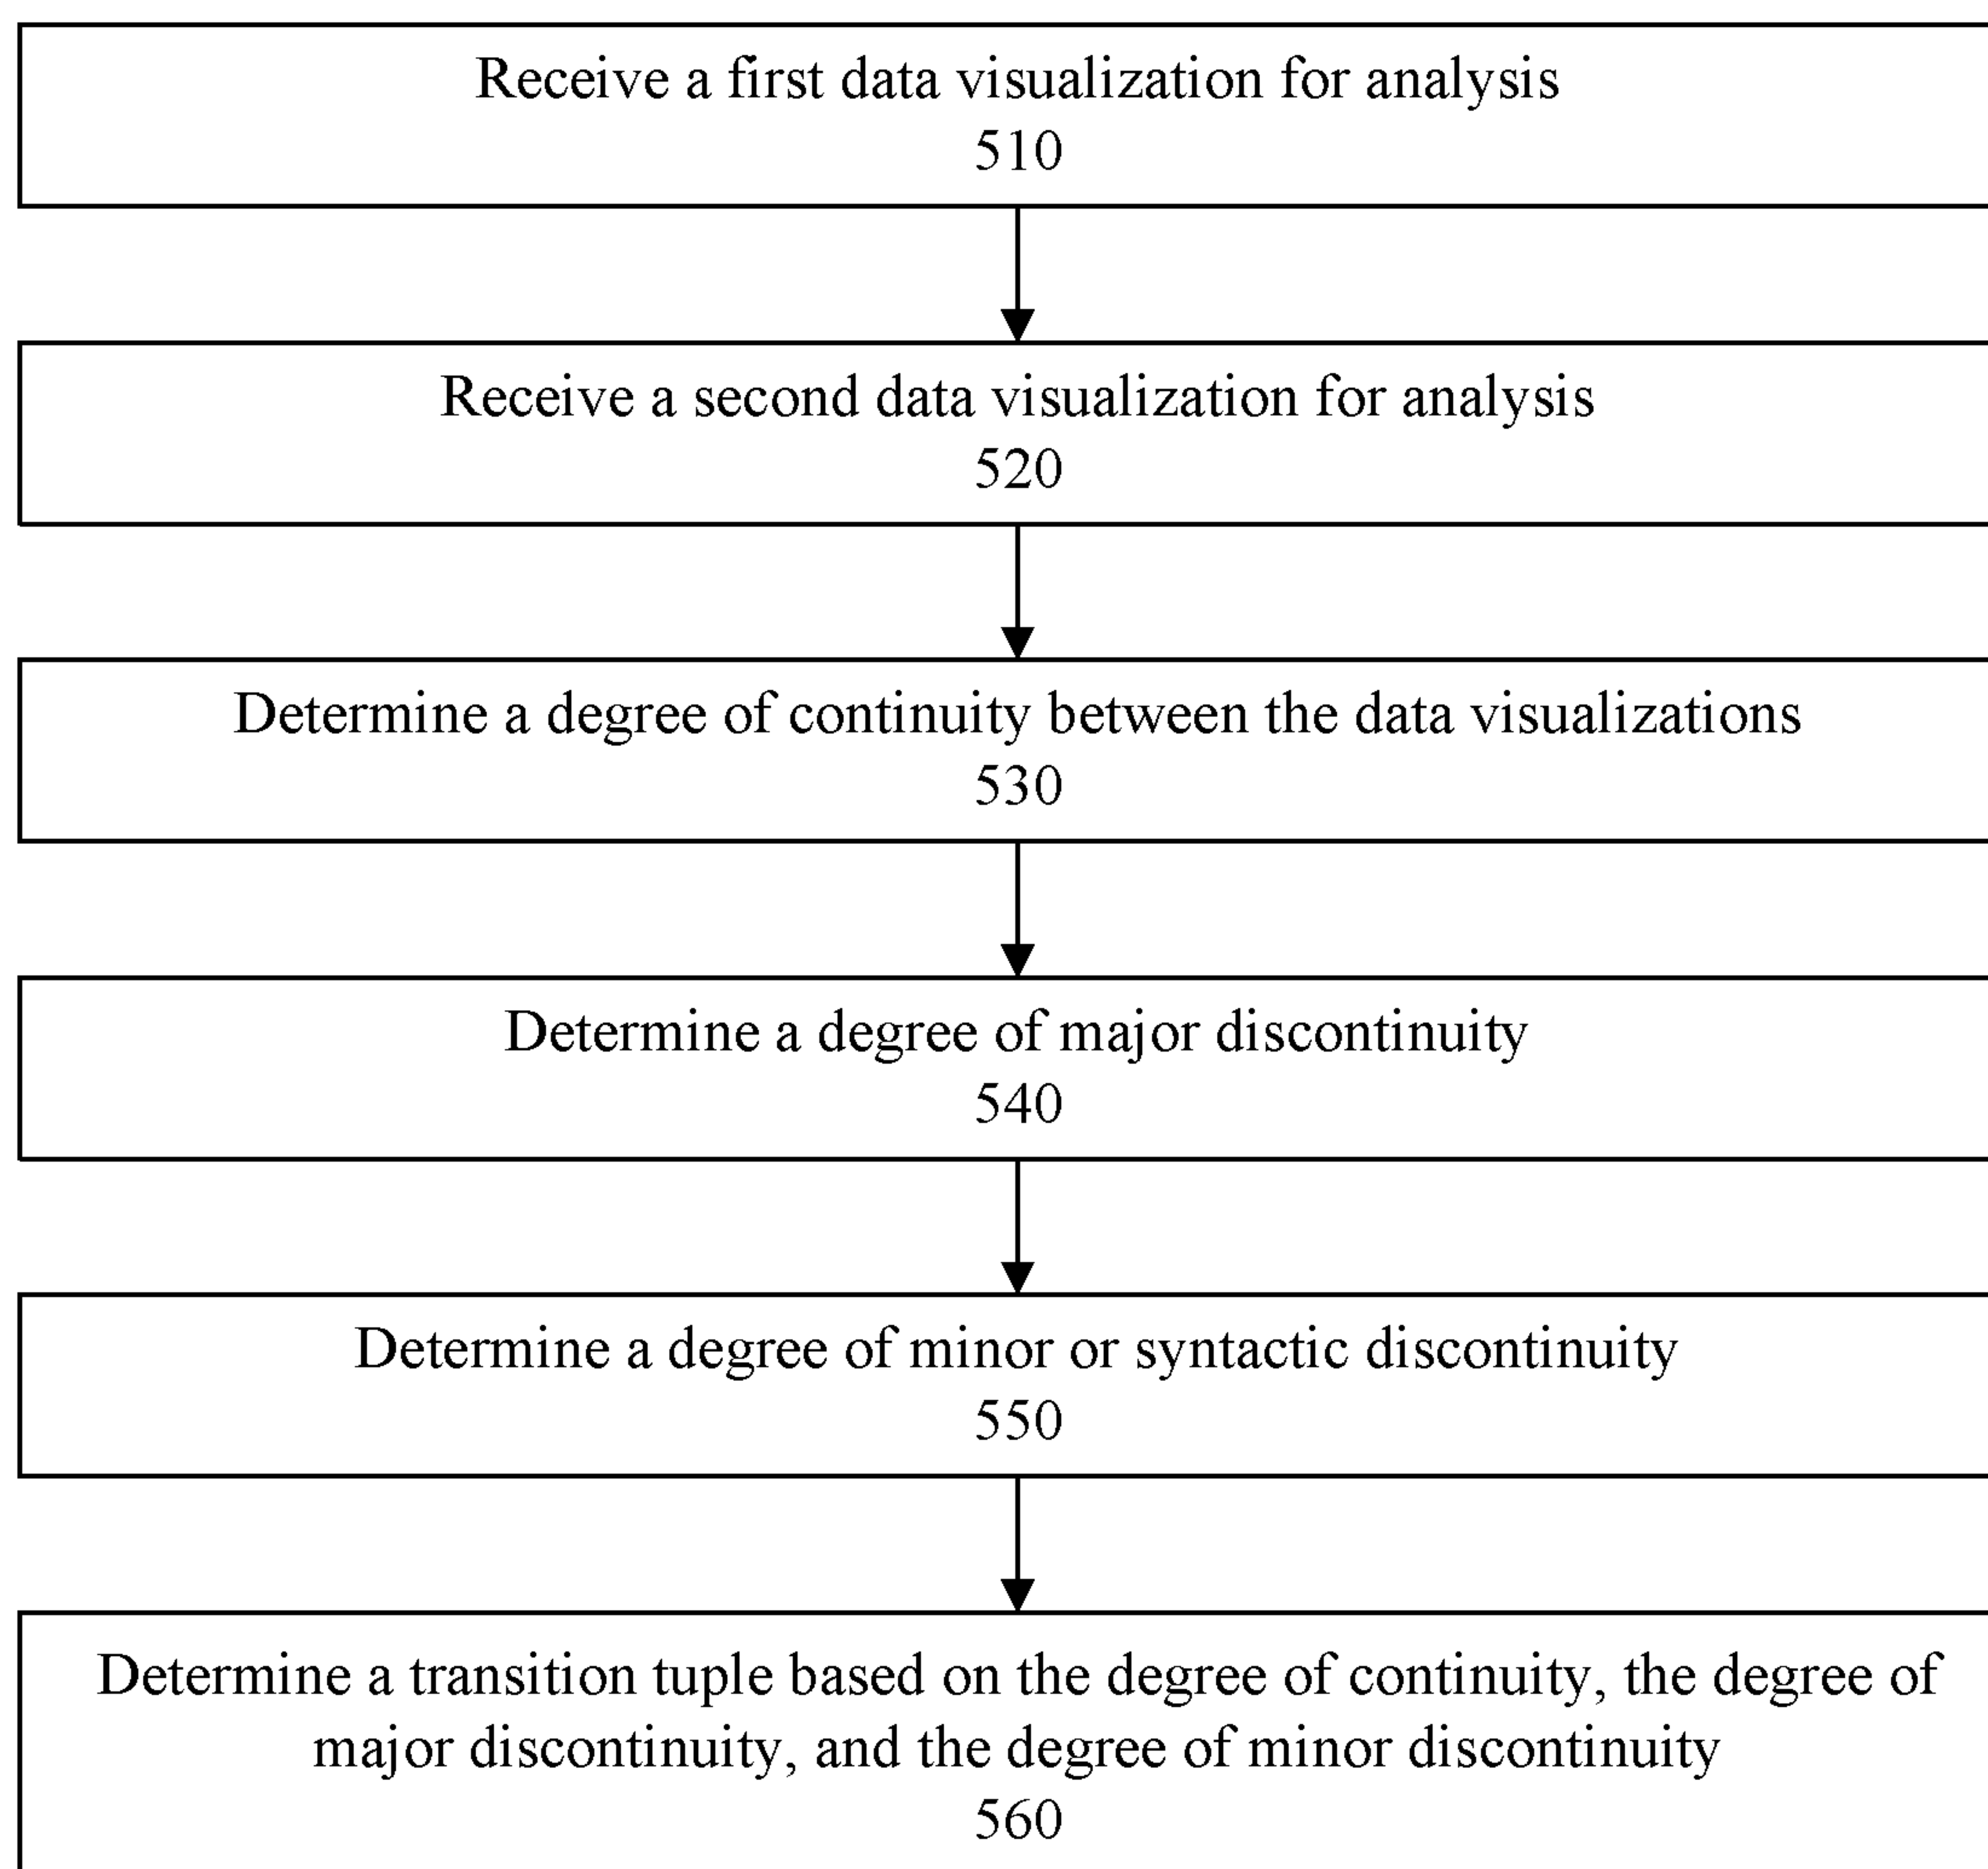 Receive a first data visualization for analysis
510
Receive a second data visualization for analysis
520
Determine a degree of continuity between the data visualizations
530
Determine a degree of major discontinuity
540
Determine a degree of minor or syntactic discontinuity
550
Determine a transition tuple based on the degree of continuity, the degree of
major discontinuity, and the degree of minor discontinuity
560